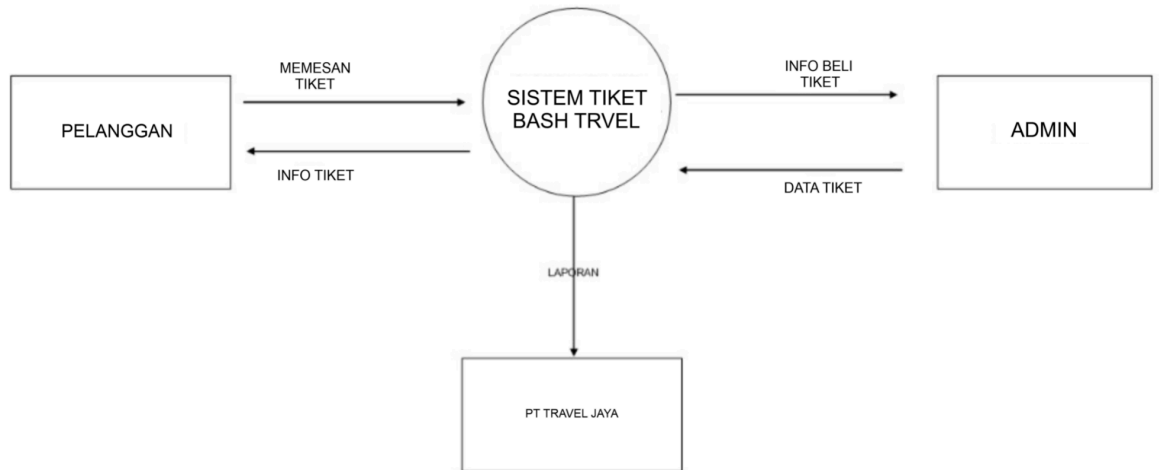 MEMESAN
TIKET
INFO BELI
TIKET
PELANGGAN
SISTEM TIKET
BASH TRVEL
ADMIN
INFO TIKET
DATA TIKET
LAPORAN
PT TRAVEL JAYA